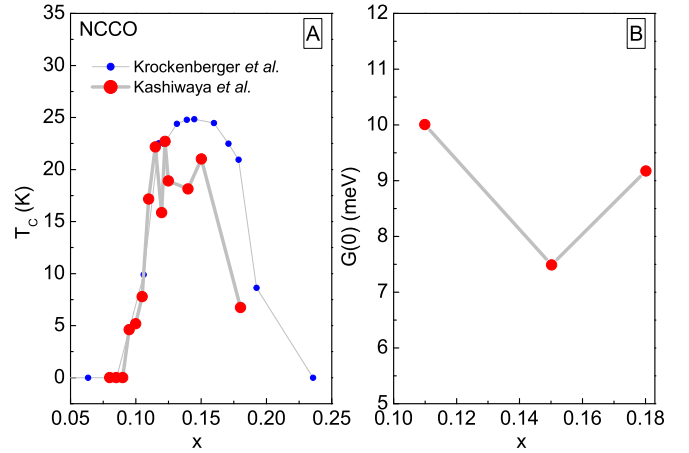 NCCO
A
Krockenberger et al.
Kashiwaya et al.
T_C (K)
35
30
25
20
15
10
5
0
0.05 0.10 0.15 0.20 0.25
x
B
G(0) (meV)
12
11
10
9
8
7
6
5
0.10 0.12 0.14 0.16 0.18
x